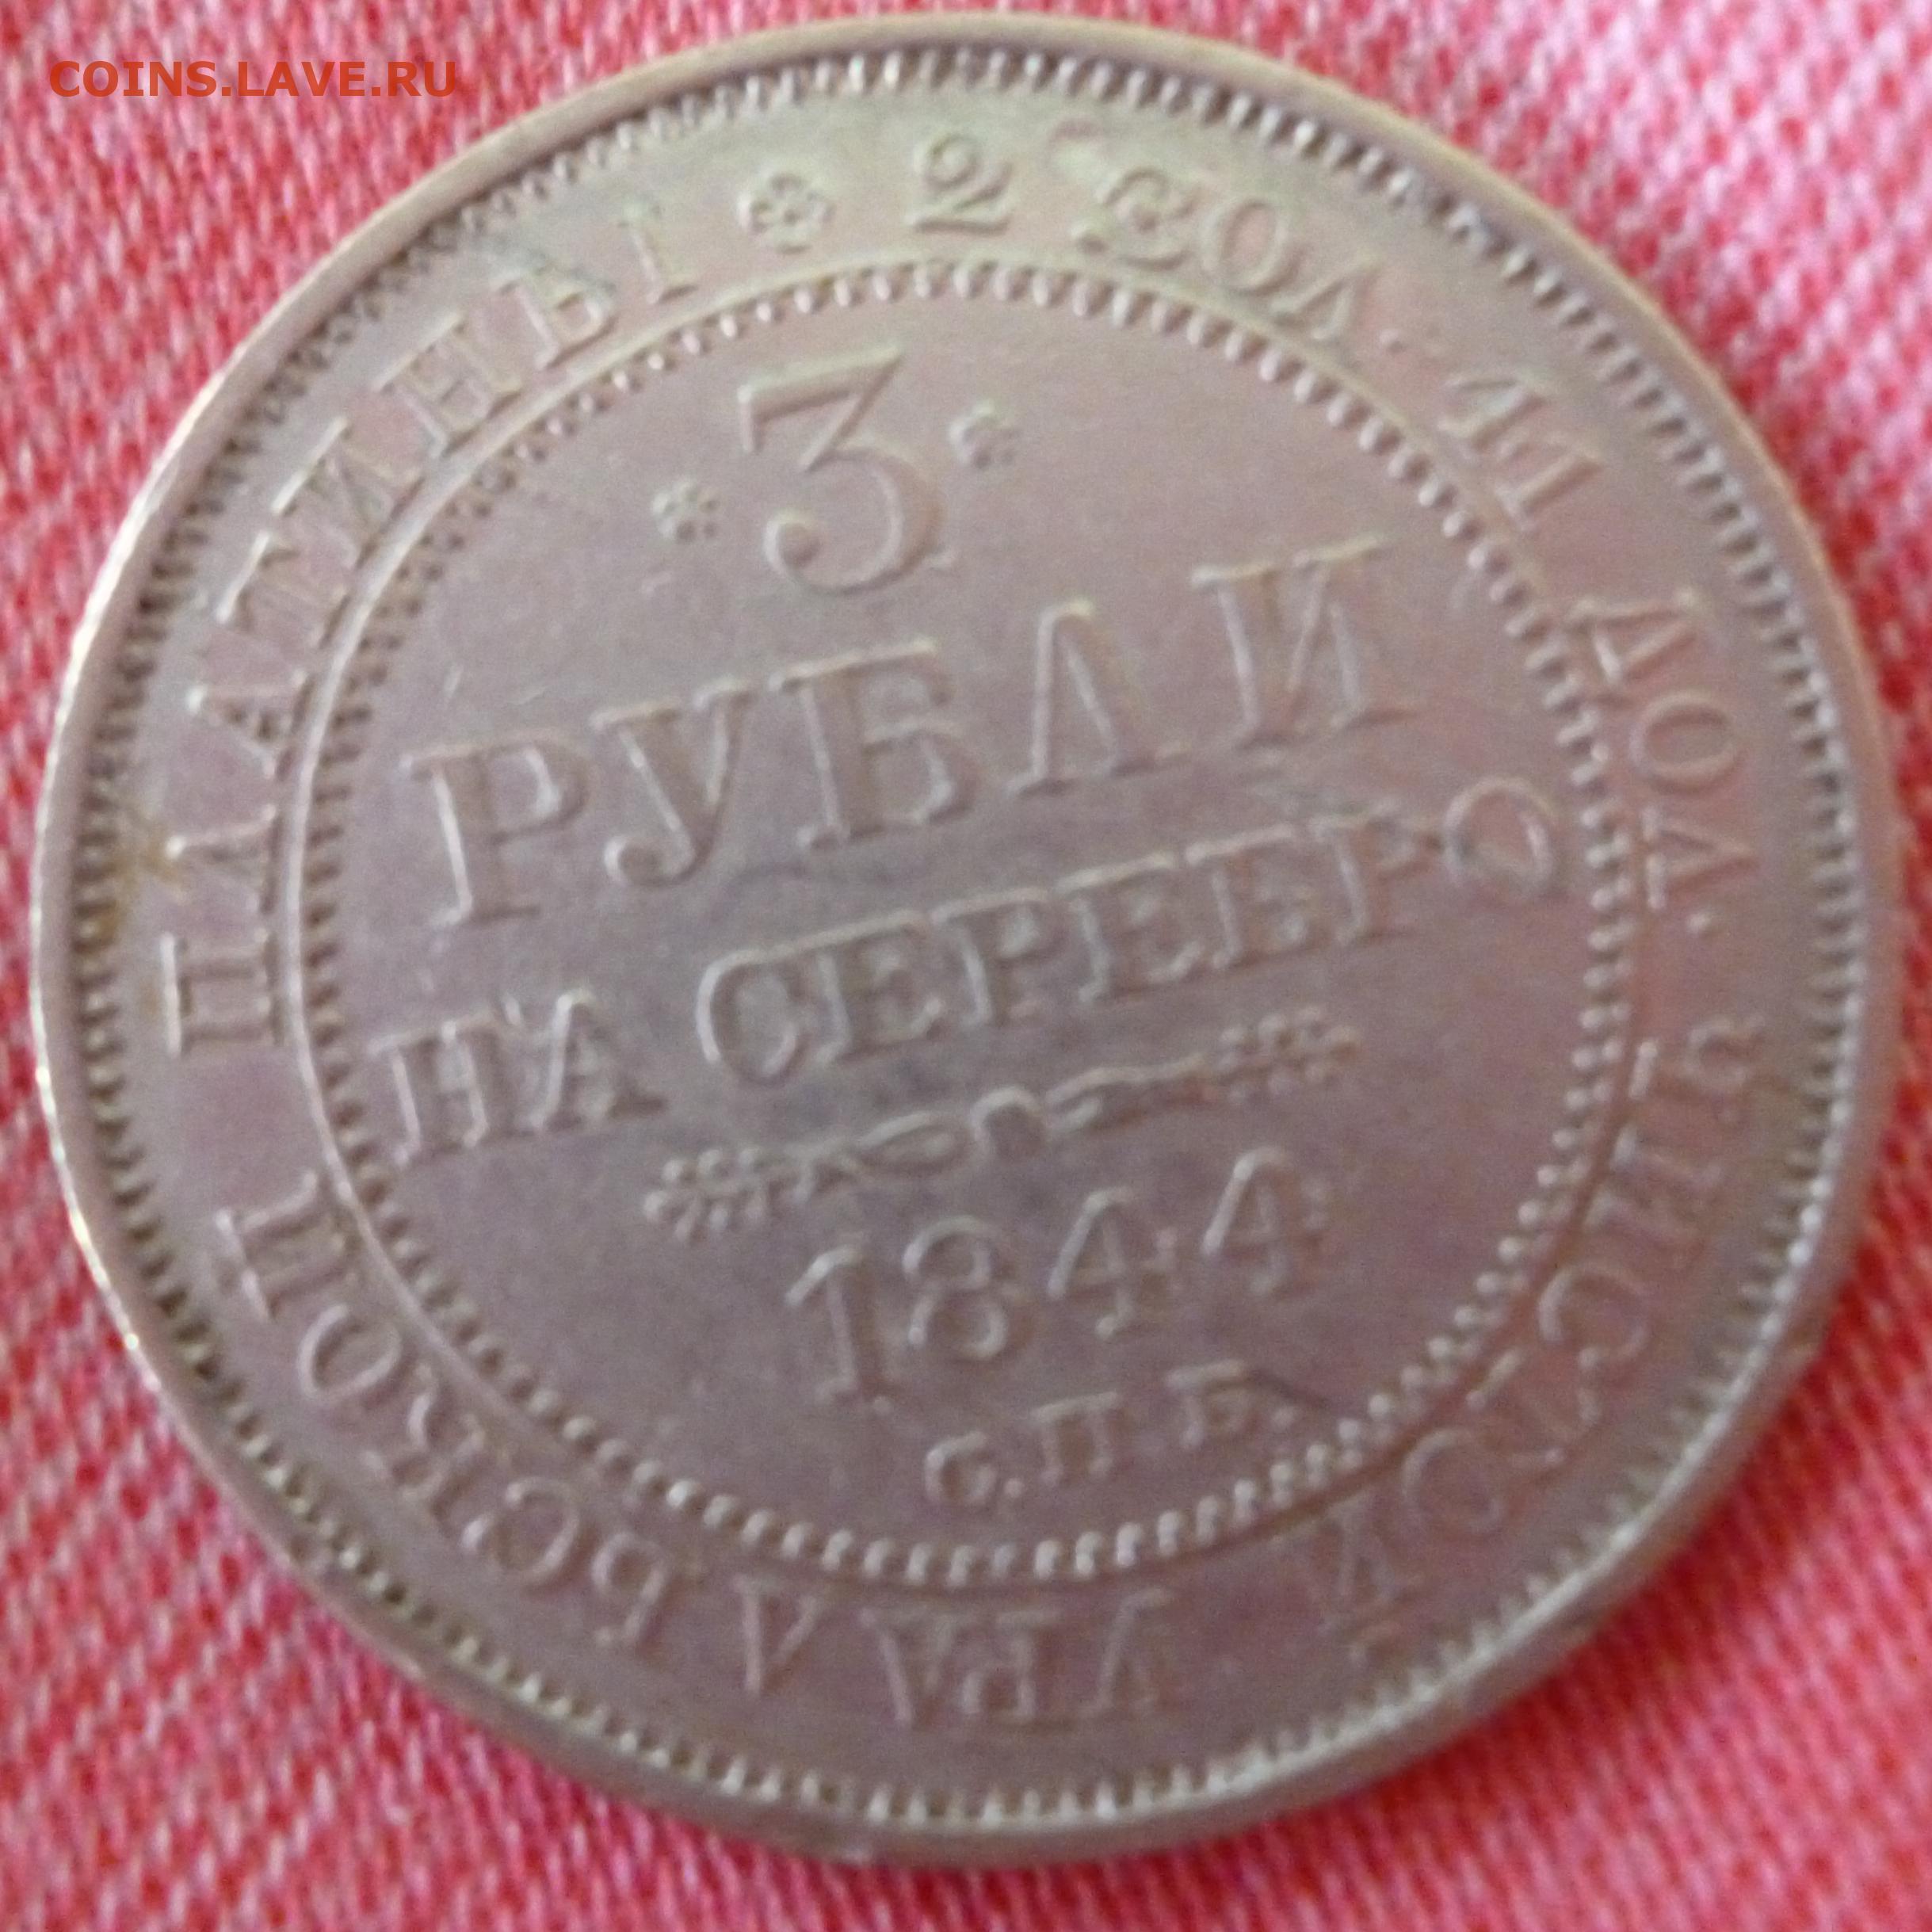 COINS.LAVE.RU
* 2 ЗОЛ. 41 ДОЛ. ЧИСТОЙ УРАЛЬСКОЙ ПЛАТИНЫ
* 3 *
РУБЛИ
НА СЕРЕБРО
1844
С.П.Б.